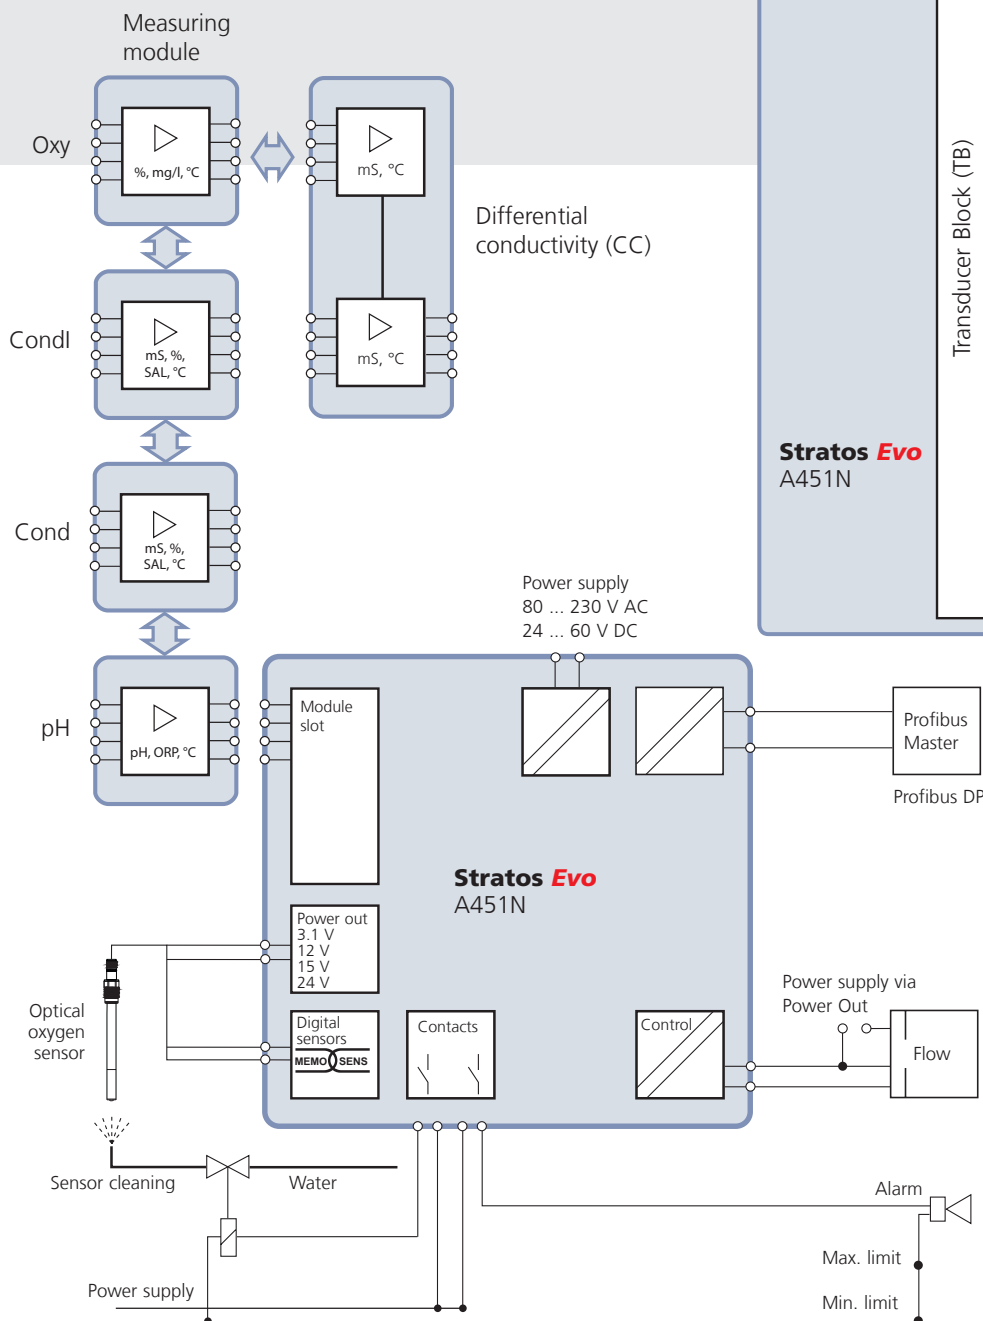 Measuring
module
Oxy
%, mg/l, °C
mS, °C
Differential
conductivity (CC)
Transducer Block (TB)
CondI
mS, %,
SAL, °C
mS, °C
Stratos Evo
A451N
Cond
mS, %,
SAL, °C
Power supply
80 ... 230 V AC
24 ... 60 V DC
pH
pH, ORP, °C
Module
slot
Profibus
Master
Profibus DP
Stratos Evo
A451N
Power out
3.1 V
12 V
15 V
24 V
Optical
oxygen
sensor
Digital
sensors
MEMO SENS
Contacts
Control
Power supply via
Power Out
Flow
Sensor cleaning
Water
Alarm
Max. limit
Min. limit
Power supply